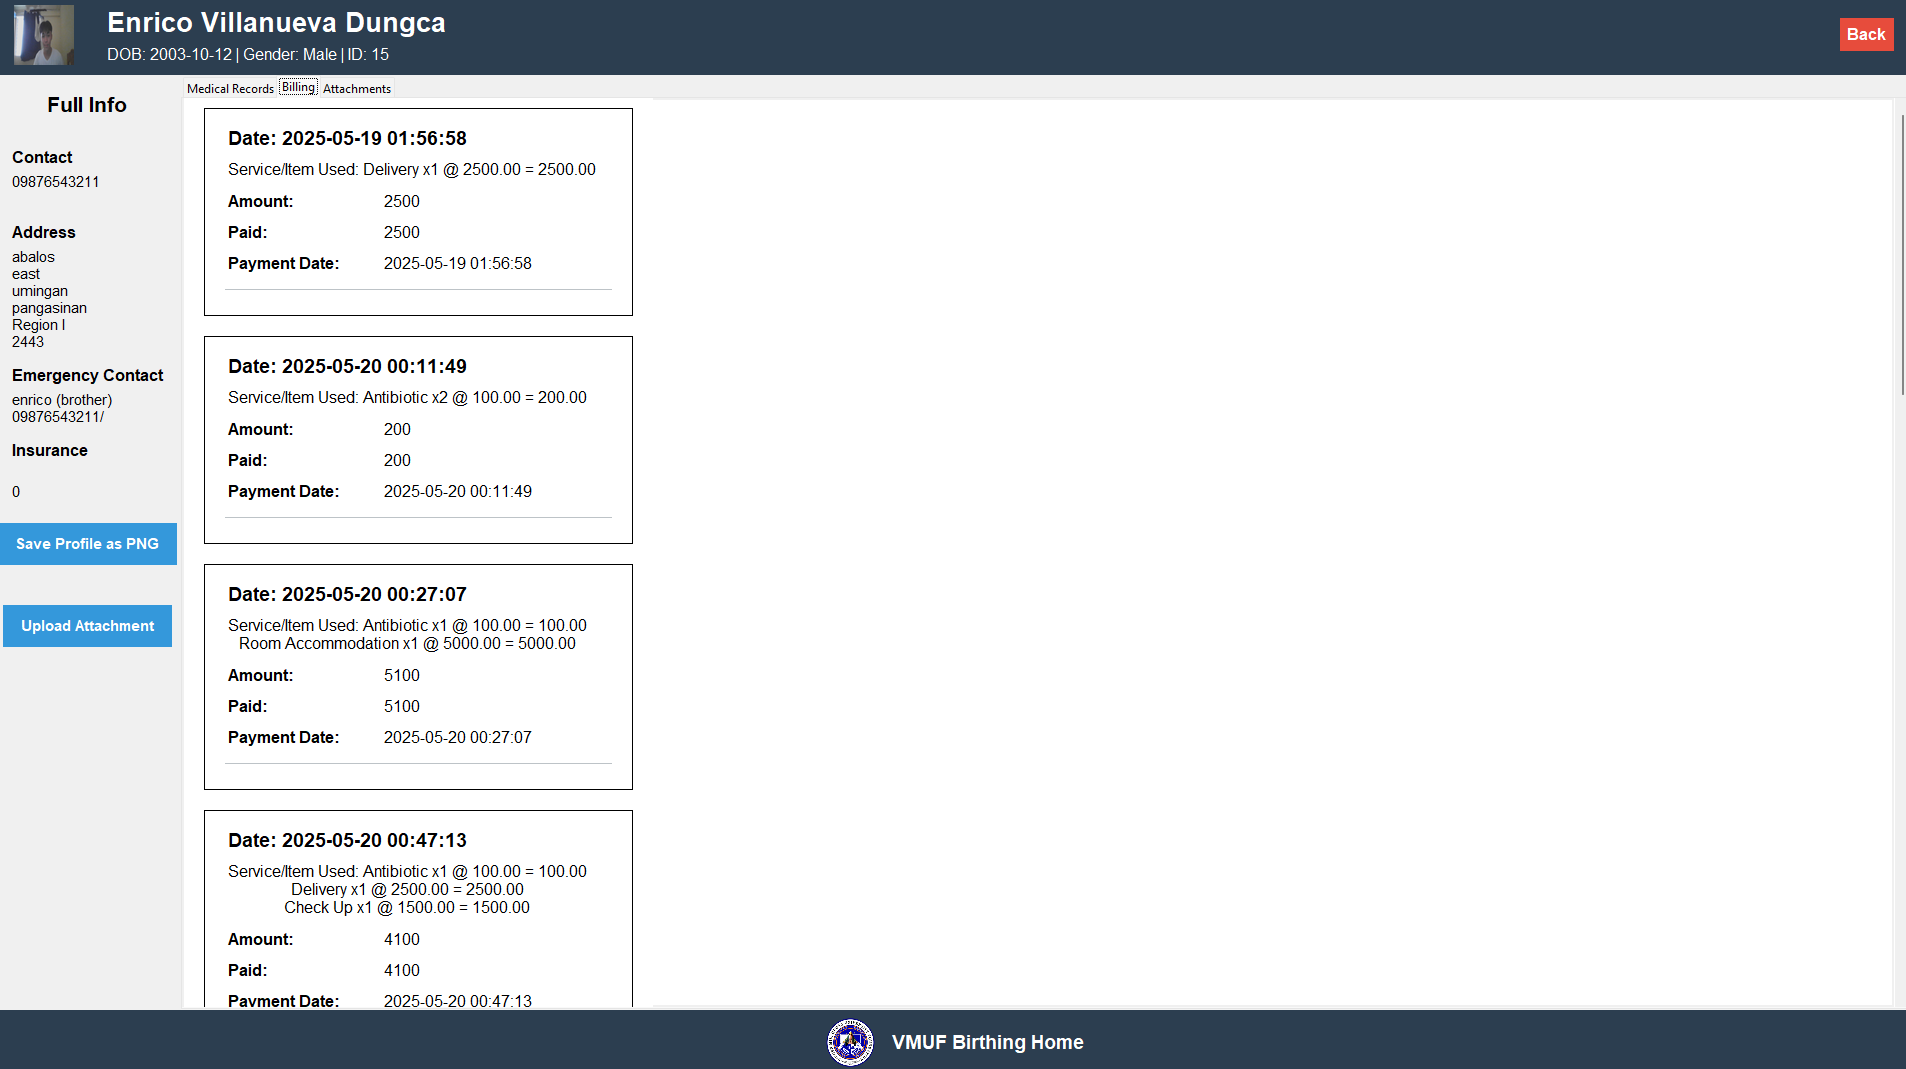 Enrico Villanueva Dungca
DOB: 2003-10-12 | Gender: Male | ID: 15
Back
Full Info
Contact
09876543211
Address
abalos
east
umingan
pangasinan
Region I
2443
Emergency Contact
enrico (brother)
09876543211/
Insurance
0
Save Profile as PNG
Upload Attachment
Medical Records
Billing
Attachments
Date: 2025-05-19 01:56:58
Service/Item Used: Delivery x1 @ 2500.00 = 2500.00
Amount: 2500
Paid: 2500
Payment Date: 2025-05-19 01:56:58
Date: 2025-05-20 00:11:49
Service/Item Used: Antibiotic x2 @ 100.00 = 200.00
Amount: 200
Paid: 200
Payment Date: 2025-05-20 00:11:49
Date: 2025-05-20 00:27:07
Service/Item Used: Antibiotic x1 @ 100.00 = 100.00
Room Accommodation x1 @ 5000.00 = 5000.00
Amount: 5100
Paid: 5100
Payment Date: 2025-05-20 00:27:07
Date: 2025-05-20 00:47:13
Service/Item Used: Antibiotic x1 @ 100.00 = 100.00
Delivery x1 @ 2500.00 = 2500.00
Check Up x1 @ 1500.00 = 1500.00
Amount: 4100
Paid: 4100
Payment Date: 2025-05-20 00:47:13
VMUF Birthing Home